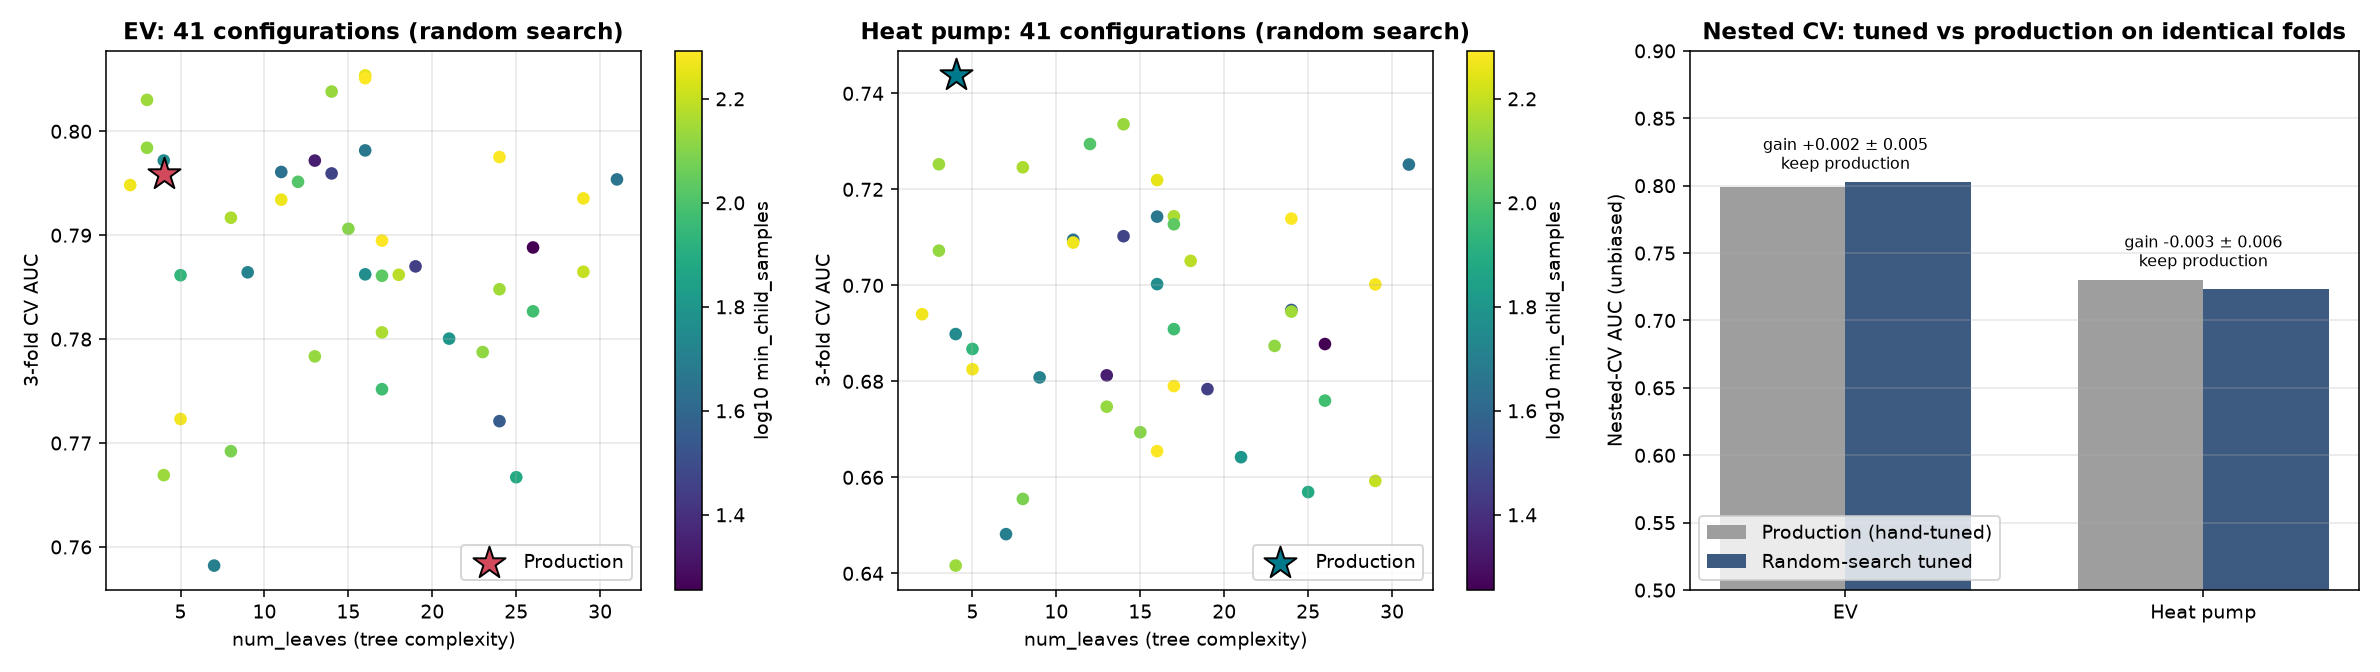 EV: 41 configurations (random search)
3-fold CV AUC
0.80
0.79
0.78
0.77
0.76
5
10
15
20
25
30
num_leaves (tree complexity)
Production
2.2
2.0
1.8
1.6
1.4
log10 min_child_samples
Heat pump: 41 configurations (random search)
3-fold CV AUC
0.74
0.72
0.70
0.68
0.66
0.64
5
10
15
20
25
30
num_leaves (tree complexity)
Production
2.2
2.0
1.8
1.6
1.4
log10 min_child_samples
Nested CV: tuned vs production on identical folds
Nested-CV AUC (unbiased)
0.90
0.85
0.80
0.75
0.70
0.65
0.60
0.55
0.50
gain +0.002 ± 0.005
keep production
gain -0.003 ± 0.006
keep production
Production (hand-tuned)
Random-search tuned
EV
Heat pump